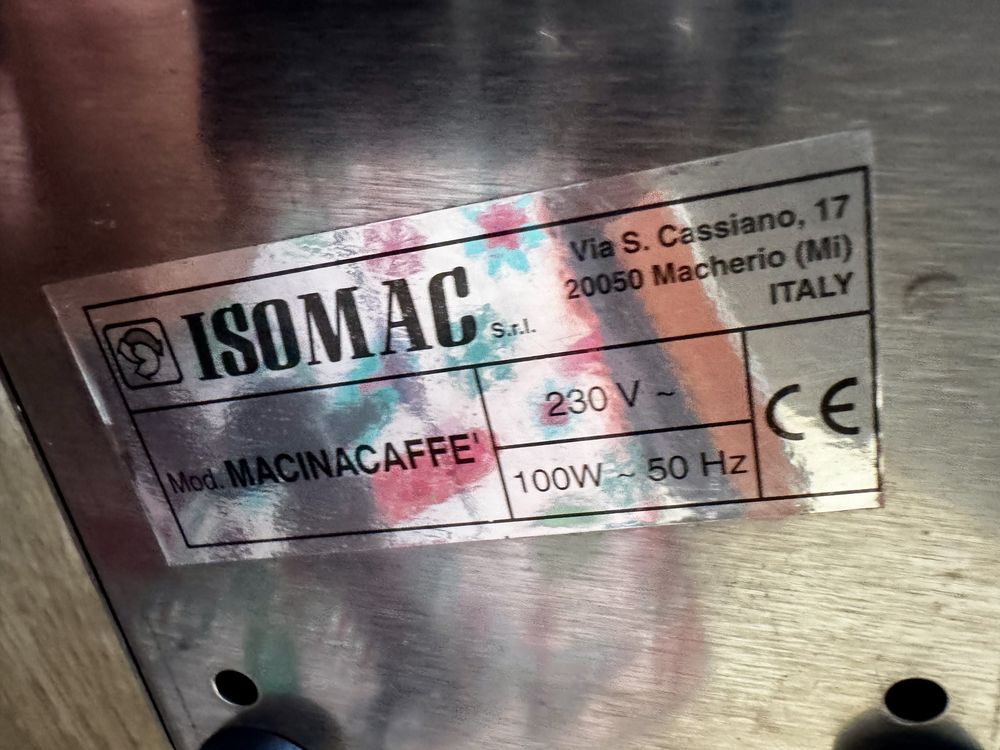 ISOMAC S.r.l.
Via S. Cassiano, 17
20050 Macherio (Mi)
ITALY
Mod. MACINACAFFE'
230 V ~
100W ~ 50 Hz
CE